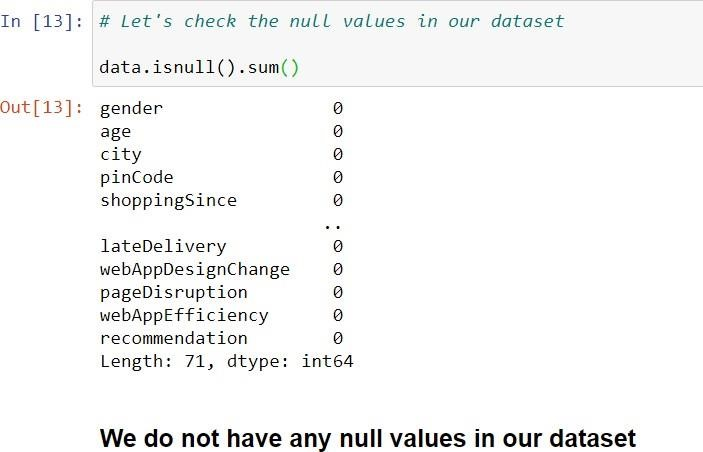 In [13]: # Let's check the null values in our dataset
data.isnull().sum()
Out[13]: gender 0
age 0
city 0
pinCode 0
shoppingSince 0
..
lateDelivery 0
webAppDesignChange 0
pageDisruption 0
webAppEfficiency 0
recommendation 0
Length: 71, dtype: int64
We do not have any null values in our dataset